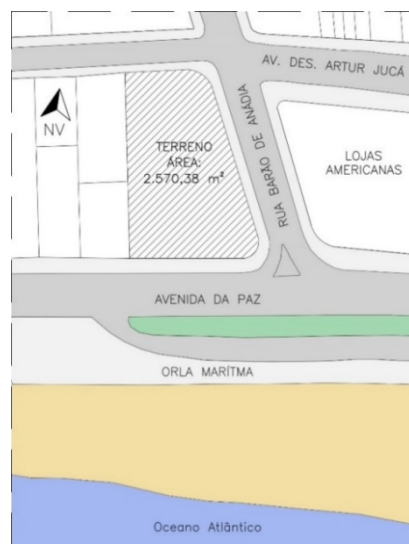 AV. DES. ARTUR JUCÁ
NV
RUA BARÃO DE ANADIA
TERRENO
ÁREA:
2.570,38 m²
LOJAS
AMERICANAS
AVENIDA DA PAZ
ORLA MARÍTMA
Oceano Atlântico